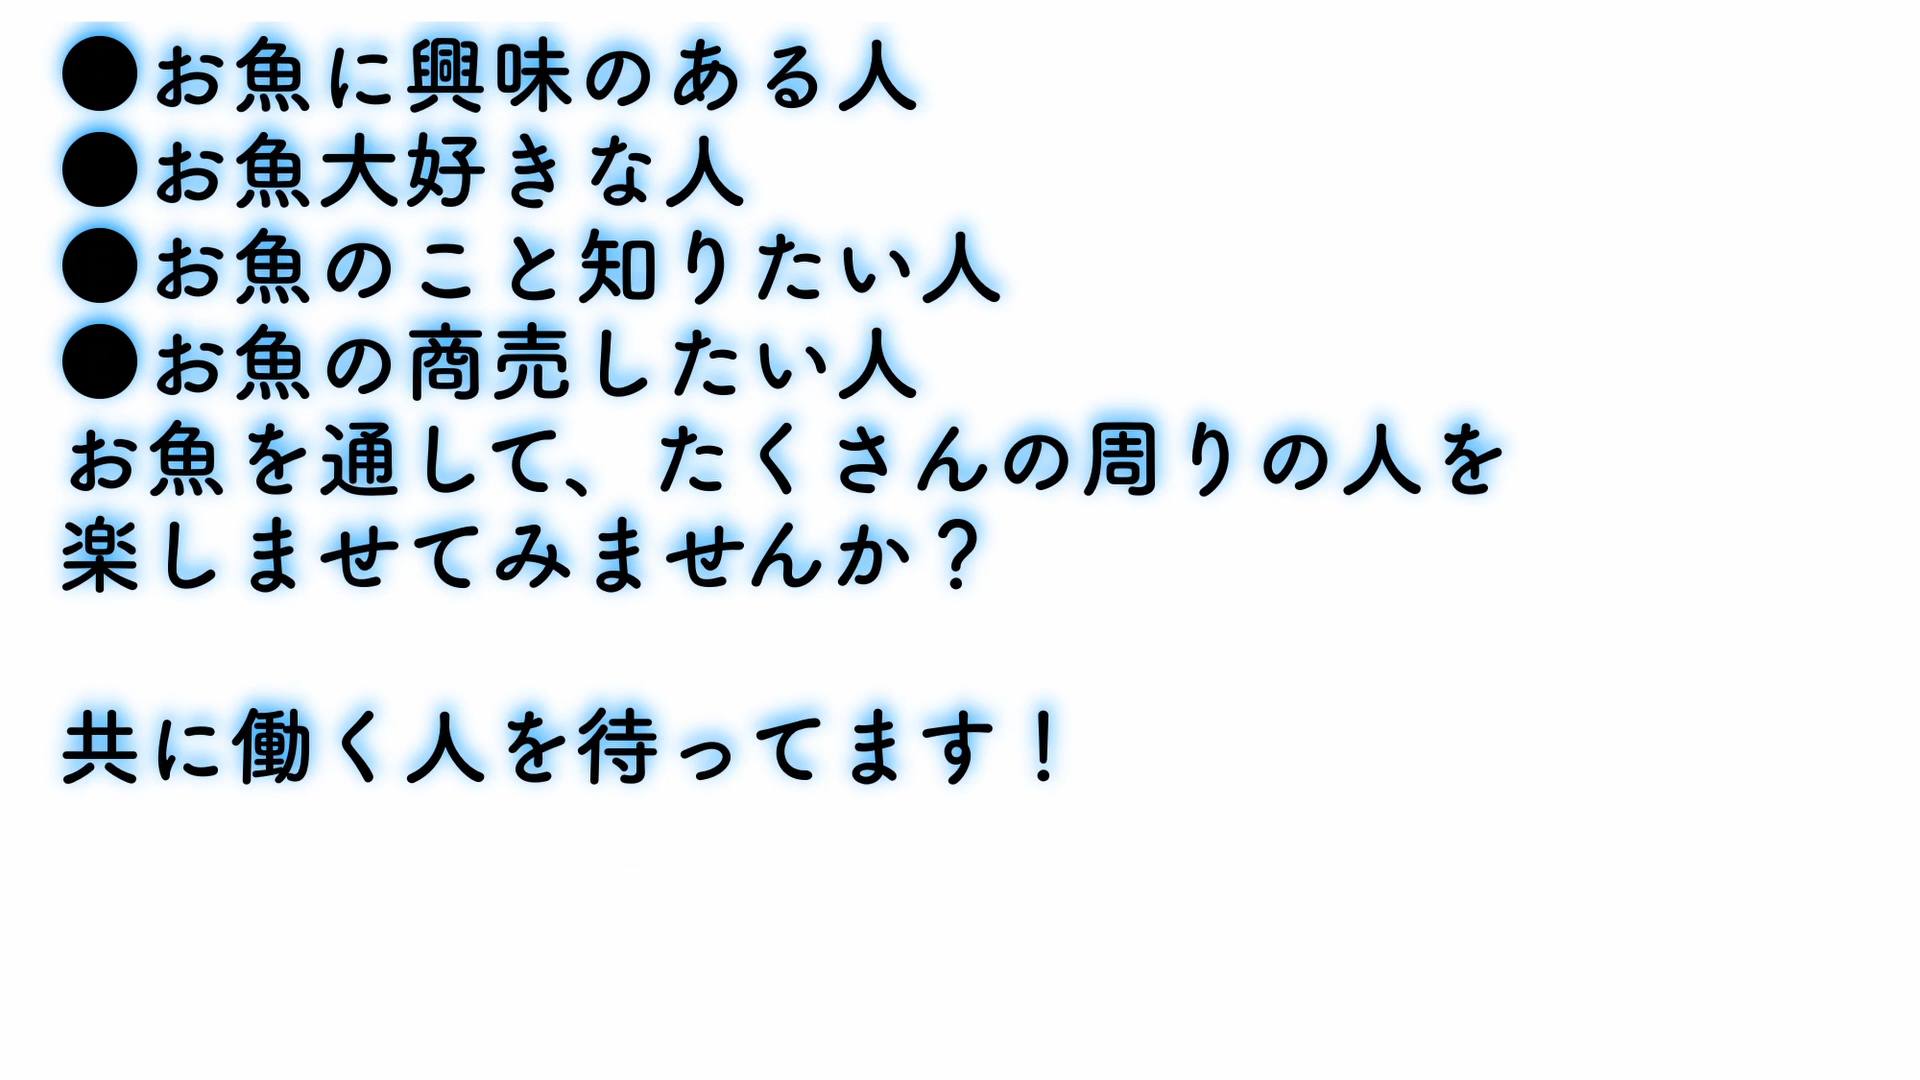 ●お魚に興味のある人
●お魚大好きな人
●お魚のこと知りたい人
●お魚の商売したい人
お魚を通して、たくさんの周りの人を
楽しませてみませんか？
共に働く人を待ってます！